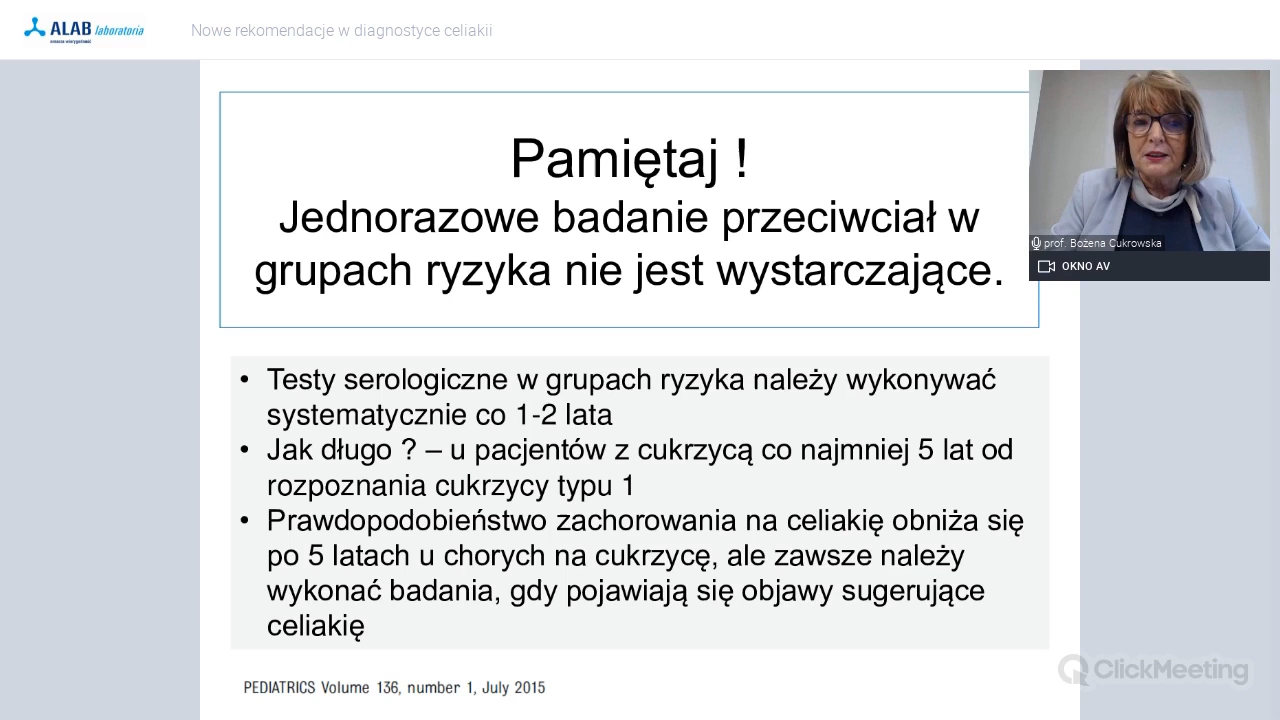 ALAB laboratoria
Nowe rekomendacje w diagnostyce celiakii
Pamiętaj !
Jednorazowe badanie przeciwciał w
grupach ryzyka nie jest wystarczające.
prof. Bożena Cukrowska
OKNO AV
• Testy serologiczne w grupach ryzyka należy wykonywać
systematycznie co 1-2 lata
• Jak długo ? – u pacjentów z cukrzycą co najmniej 5 lat od
rozpoznania cukrzycy typu 1
• Prawdopodobieństwo zachorowania na celiakię obniża się
po 5 latach u chorych na cukrzycę, ale zawsze należy
wykonać badania, gdy pojawiają się objawy sugerujące
celiakię
ClickMeeting
PEDIATRICS Volume 136, number 1, July 2015